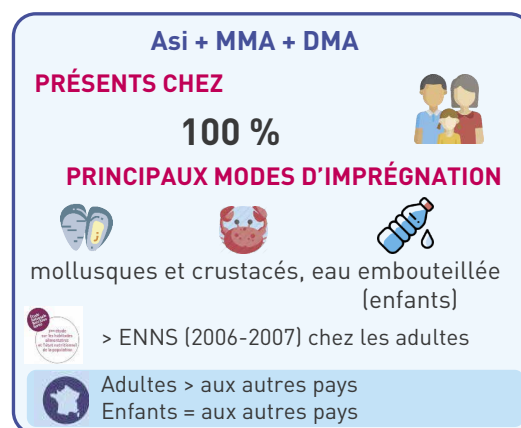 Asi + MMA + DMA
PRÉSENTS CHEZ
100 %
PRINCIPAUX MODES D’IMPRÉGNATION
mollusques et crustacés, eau embouteillée
(enfants)
> ENNS (2006-2007) chez les adultes
Adultes > aux autres pays
Enfants = aux autres pays